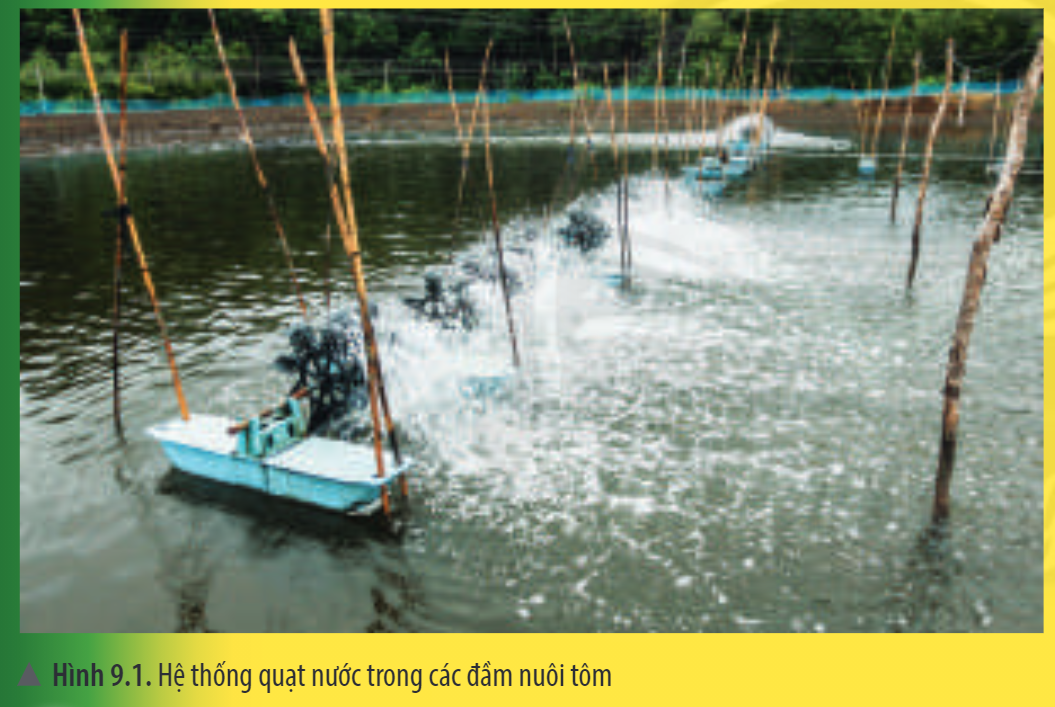 ▲ Hình 9.1. Hệ thống quạt nước trong các đầm nuôi tôm